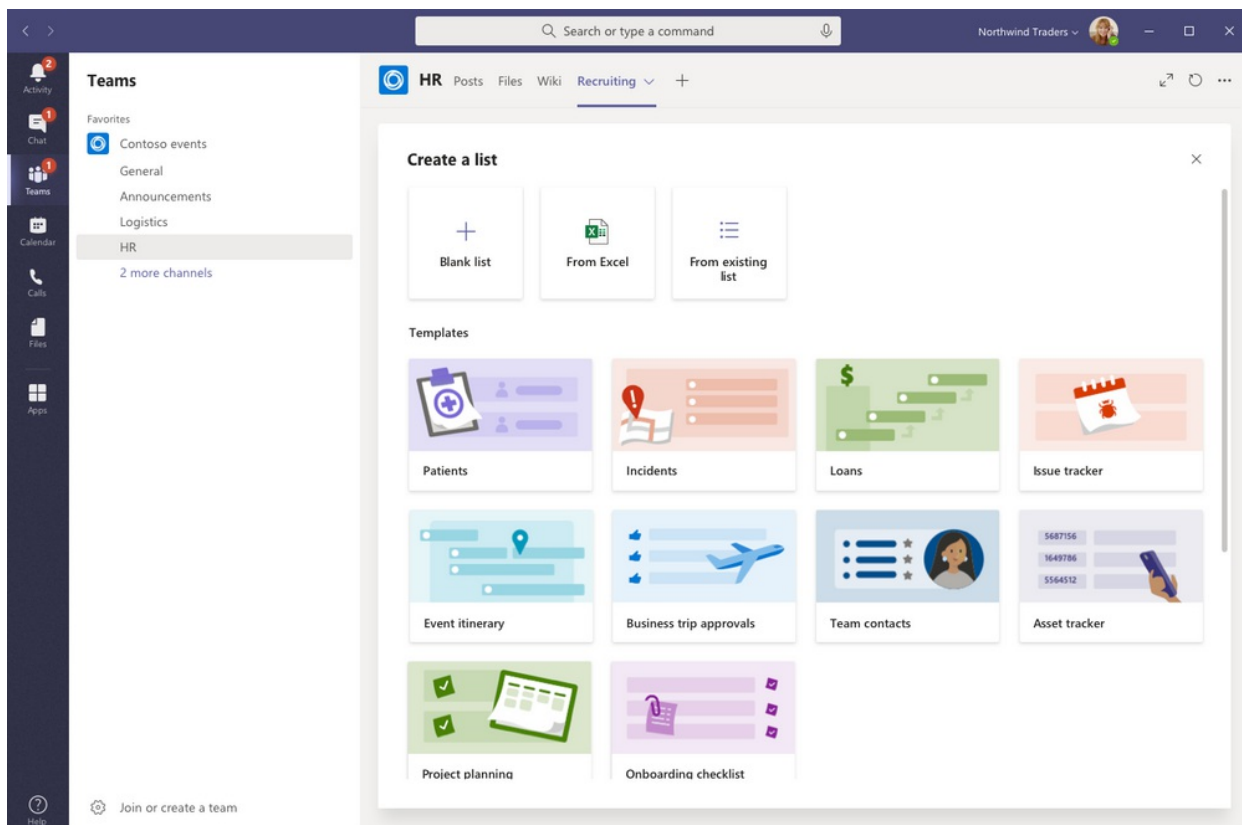 Search or type a command
Northwind Traders
2
Activity
1
Chat
1
Teams
Calendar
Calls
Files
Apps
Help
Teams
Favorites
Contoso events
General
Announcements
Logistics
HR
2 more channels
Join or create a team
HR Posts Files Wiki Recruiting
Create a list
Blank list
From Excel
From existing
list
Templates
Patients
Incidents
$
Loans
Issue tracker
Event itinerary
Business trip approvals
Team contacts
5687156
1649786
5564512
Asset tracker
Project planning
Onboarding checklist